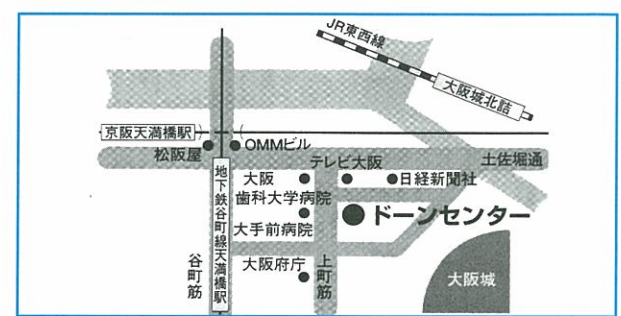 JR東西線
大阪城北詰
京阪天満橋駅
松阪屋
OMMビル
テレビ大阪
土佐堀通
地下鉄谷町線天満橋駅
大阪
歯科大学病院
日経新聞社
大手前病院
ドーンセンター
谷町筋
大阪府庁
上町筋
大阪城